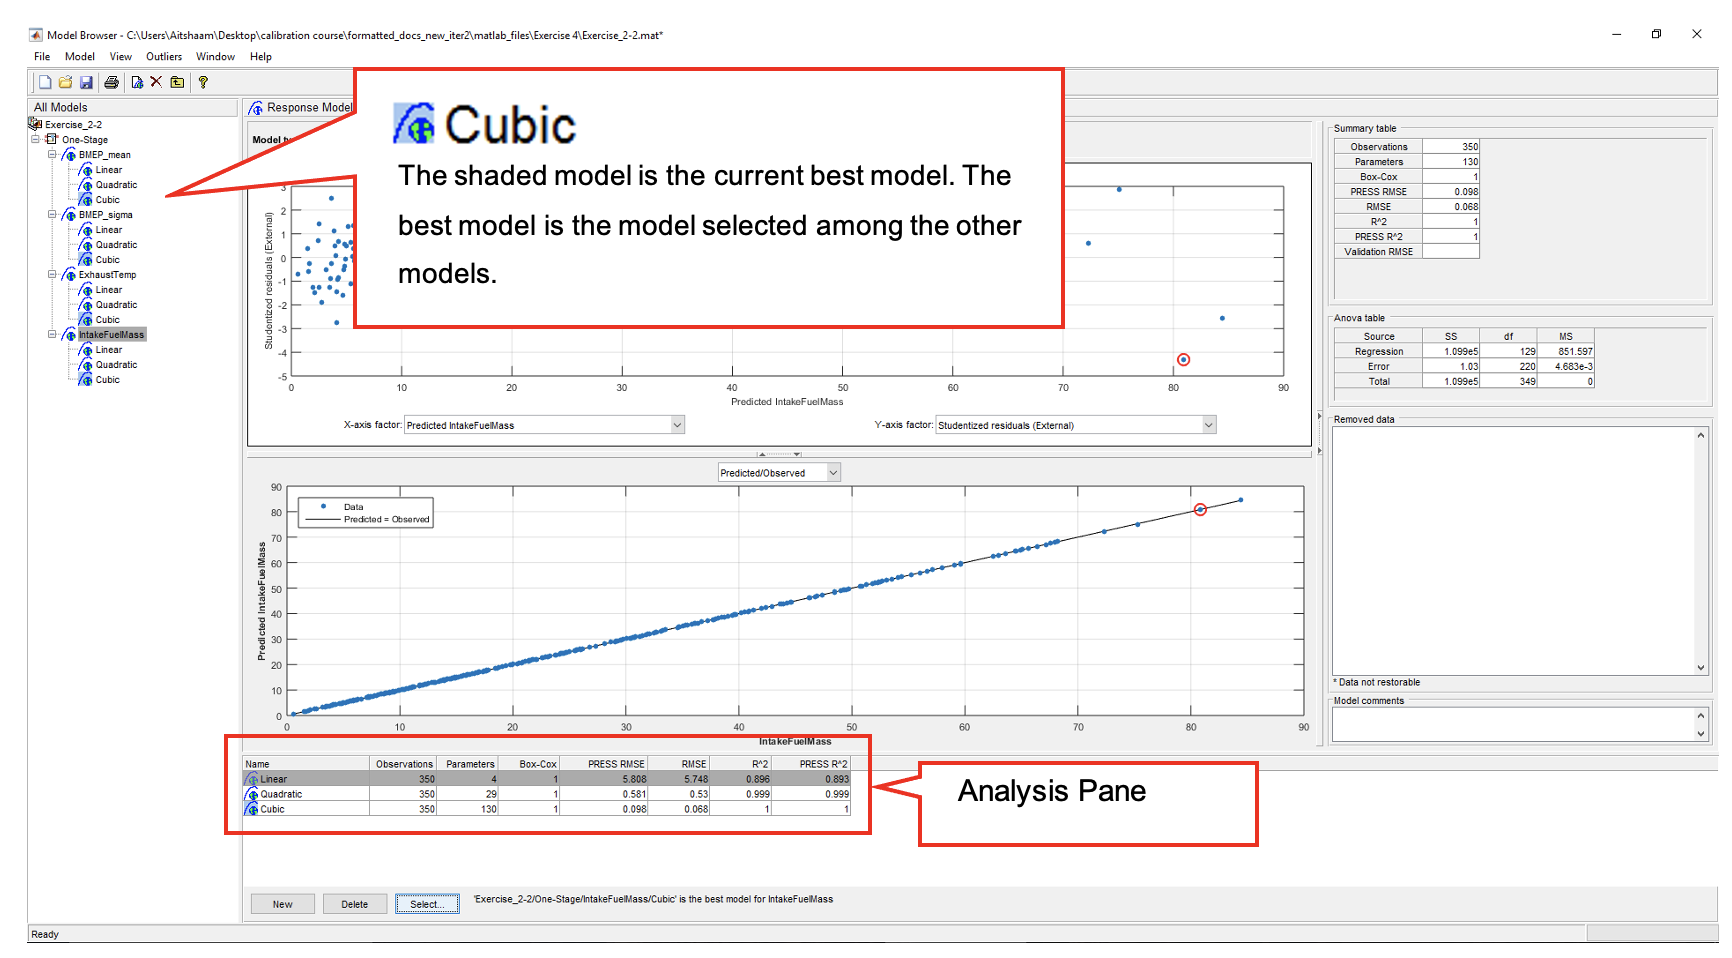 Model Browser - C:\Users\Aitshaam\Desktop\calibration course\formatted_docs_new_iter2\matlab_files\Exercise 4\Exercise_2-2.mat*
File Model View Outliers Window Help
All Models
Exercise_2-2
One-Stage
BMEP_mean
Linear
Quadratic
Cubic
BMEP_sigma
Linear
Quadratic
Cubic
ExhaustTemp
Linear
Quadratic
Cubic
IntakeFuelMass
Linear
Quadratic
Cubic
Response Model
Cubic
The shaded model is the current best model. The
best model is the model selected among the other
models.
3
2
1
0
-1
-2
-3
-4
-5
Studentized residuals (External)
0 10 20 30 40 50 60 70 80 90
Predicted IntakeFuelMass
X-axis factor: Predicted IntakeFuelMass
Y-axis factor: Studentized residuals (External)
Predicted/Observed
Data
Predicted = Observed
90
80
70
60
50
40
30
20
10
0
Predicted IntakeFuelMass
0 10 20 30 40 50 60 70 80 90
IntakeFuelMass
Summary table
Observations 350
Parameters 130
Box-Cox 1
PRESS RMSE 0.098
RMSE 0.068
R^2 1
PRESS R^2 1
Validation RMSE
Anova table
Source SS df MS
Regression 1.099e5 129 851.597
Error 1.03 220 4.683e-3
Total 1.099e5 349 0
Removed data
* Data not restorable
Model comments
Name Observations Parameters Box-Cox PRESS RMSE RMSE R^2 PRESS R^2
Linear 350 4 1 5.808 5.748 0.896 0.893
Quadratic 350 29 1 0.581 0.53 0.999 0.999
Cubic 350 130 1 0.098 0.068 1 1
Analysis Pane
New Delete Select... 'Exercise_2-2/One-Stage/IntakeFuelMass/Cubic' is the best model for IntakeFuelMass
Ready